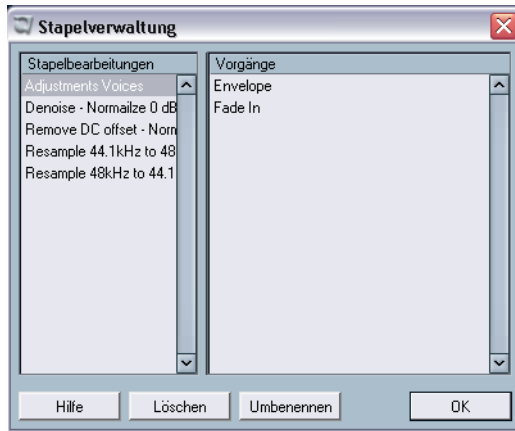 Stapelverwaltung
Stapelbearbeitungen
Adjustments Voices
Denoise - Normailze 0 dB
Remove DC offset - Norn
Resample 44.1kHz to 48
Resample 48kHz to 44.1
Vorgänge
Envelope
Fade In
Hilfe
Löschen
Umbenennen
OK